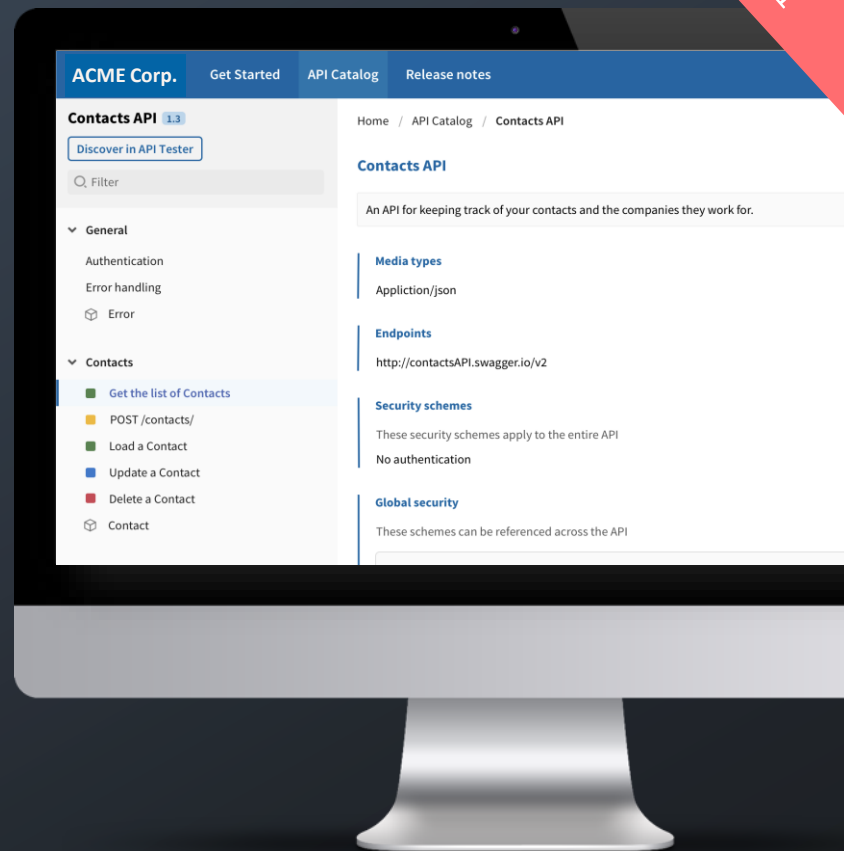 ACME Corp.
Get Started
API Catalog
Release notes
Contacts API 1.3
Discover in API Tester
Filter
General
Authentication
Error handling
Error
Contacts
Get the list of Contacts
POST /contacts/
Load a Contact
Update a Contact
Delete a Contact
Contact
Home / API Catalog / Contacts API
Contacts API
An API for keeping track of your contacts and the companies they work for.
Media types
Appliction/json
Endpoints
http://contactsAPI.swagger.io/v2
Security schemes
These security schemes apply to the entire API
No authentication
Global security
These schemes can be referenced across the API